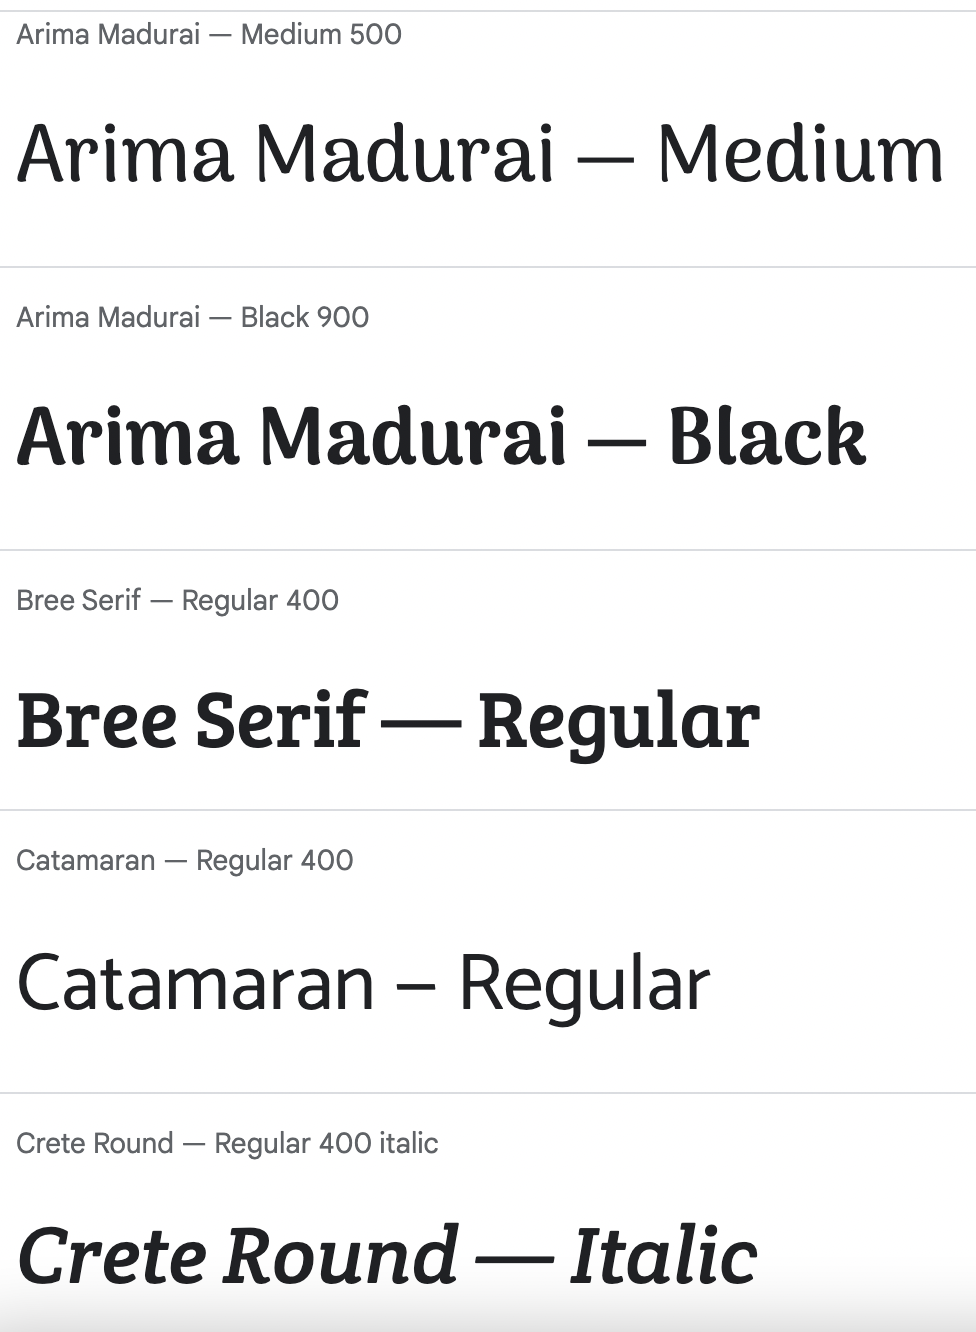 Arima Madurai — Medium 500
Arima Madurai — Medium
Arima Madurai — Black 900
Arima Madurai — Black
Bree Serif — Regular 400
Bree Serif — Regular
Catamaran — Regular 400
Catamaran – Regular
Crete Round — Regular 400 italic
Crete Round — Italic